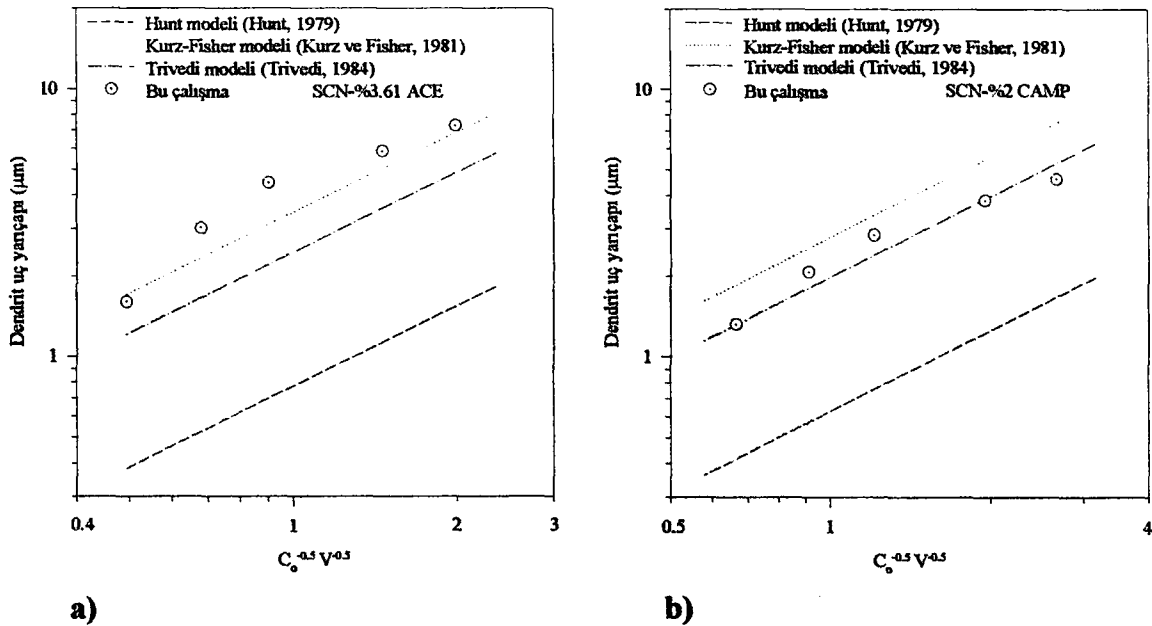 Hunt modeli (Hunt, 1979)
Kurz-Fisher modeli (Kurz ve Fisher, 1981)
Trivedi modeli (Trivedi, 1984)
Bu çalışma SCN-%3.61 ACE
10
1
Dendrit uç yarıçapı (μm)
0.4
1
2
3
C₀^-0.5 V^-0.5
a)
Hunt modeli (Hunt, 1979)
Kurz-Fisher modeli (Kurz ve Fisher, 1981)
Trivedi modeli (Trivedi, 1984)
Bu çalışma SCN-%2 CAMP
10
1
Dendrit uç yarıçapı (μm)
0.5
1
4
C₀^-0.5 V^-0.5
b)